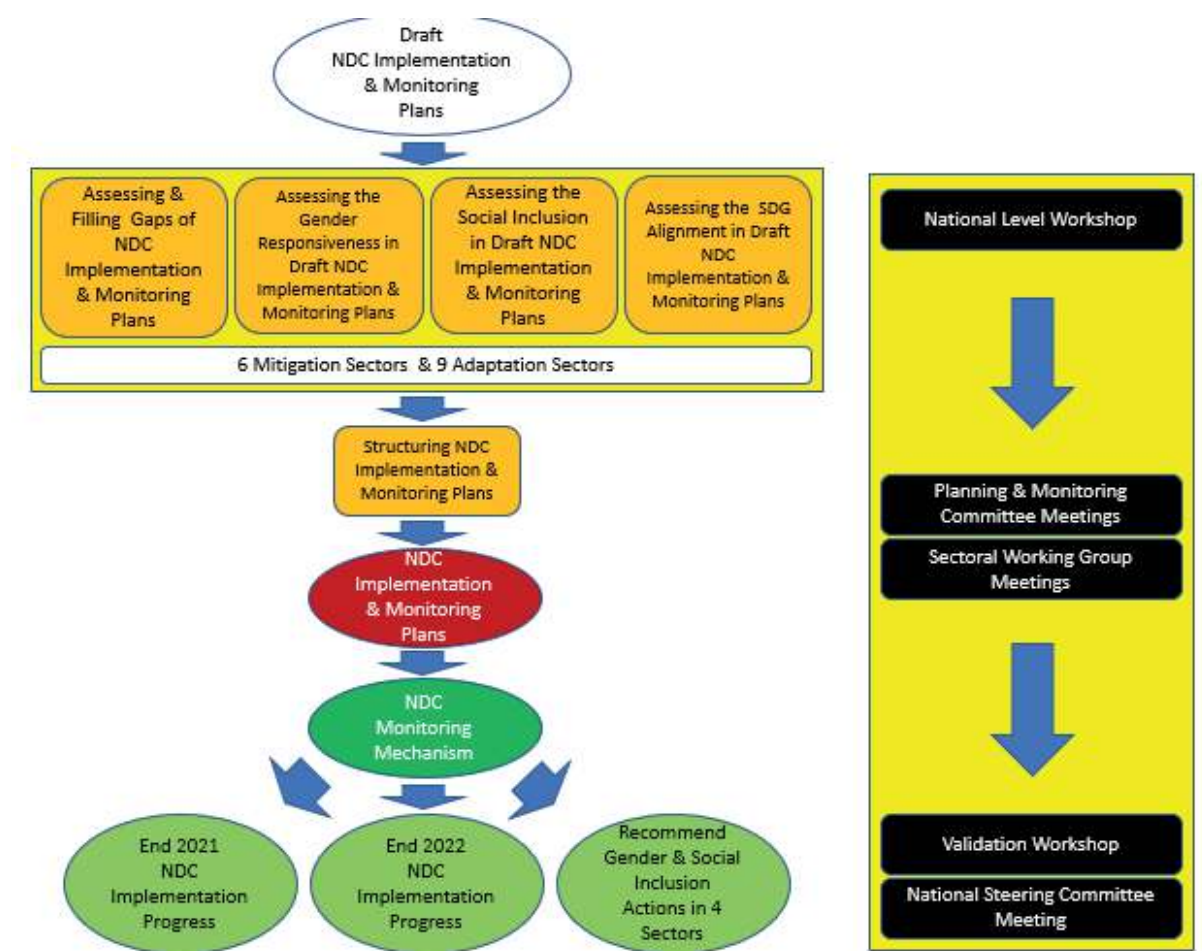 Draft
NDC Implementation
& Monitoring
Plans
Assessing &
Filling Gaps of
NDC
Implementation
& Monitoring
Plans
Assessing the
Gender
Responsiveness in
Draft NDC
Implementation &
Monitoring Plans
Assessing the
Social Inclusion
in Draft NDC
Implementation
& Monitoring
Plans
Assessing the SDG
Alignment in Draft
NDC
Implementation &
Monitoring Plans
6 Mitigation Sectors & 9 Adaptation Sectors
Structuring NDC
Implementation &
Monitoring Plans
NDC
Implementation
& Monitoring
Plans
NDC
Monitoring
Mechanism
End 2021
NDC
Implementation
Progress
End 2022
NDC
Implementation
Progress
Recommend
Gender & Social
Inclusion
Actions in 4
Sectors
National Level Workshop
Planning & Monitoring
Committee Meetings
Sectoral Working Group
Meetings
Validation Workshop
National Steering Committee
Meeting